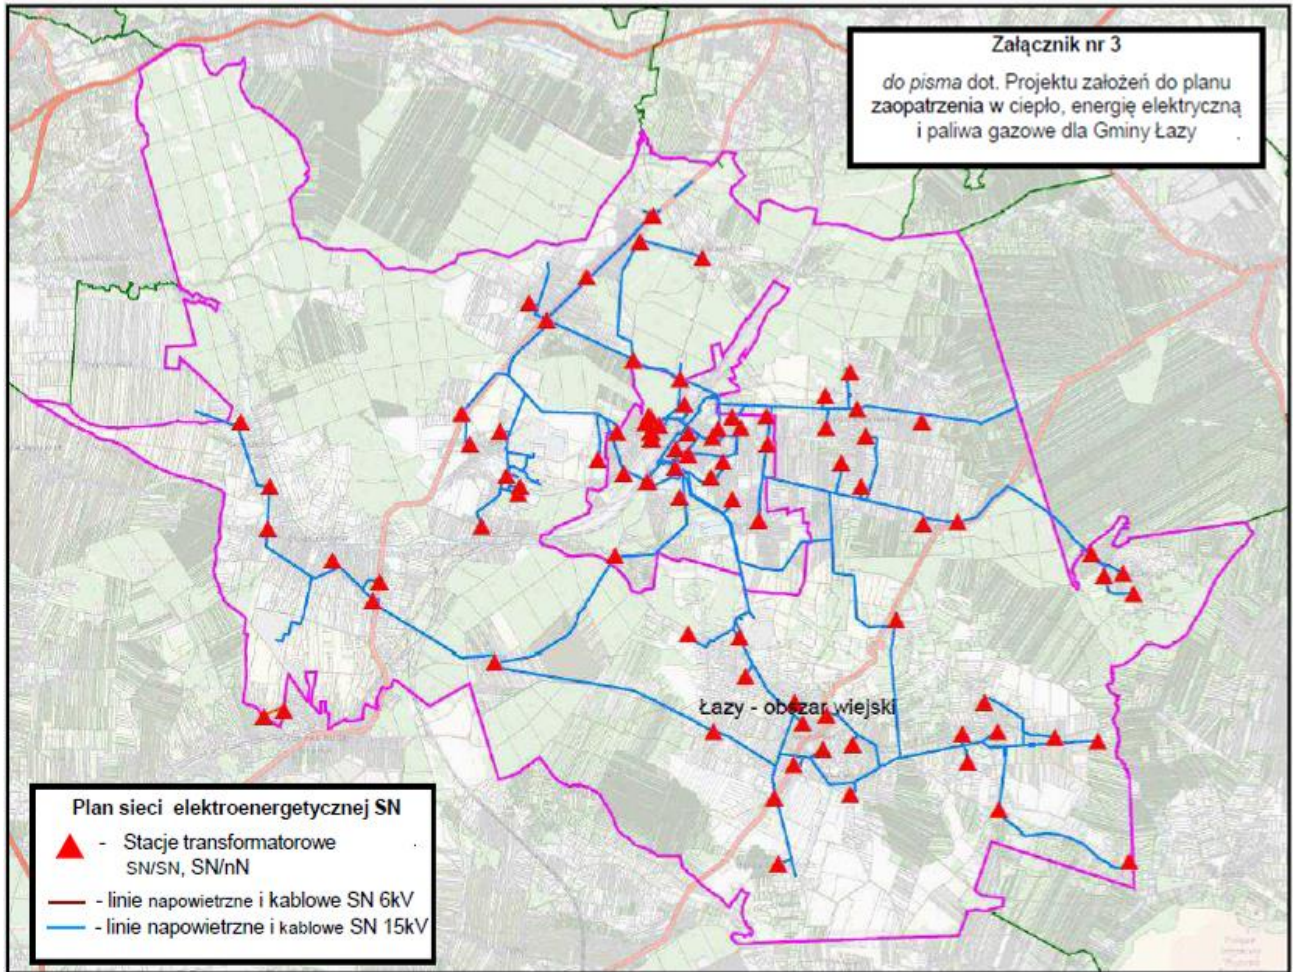 Załącznik nr 3
do pisma dot. Projektu założeń do planu
zaopatrzenia w ciepło, energię elektryczną
i paliwa gazowe dla Gminy Łazy
Łazy - obszar wiejski
Plan sieci elektroenergetycznej SN
- Stacje transformatorowe
SN/SN, SN/nN
- linie napowietrzne i kablowe SN 6kV
- linie napowietrzne i kablowe SN 15kV